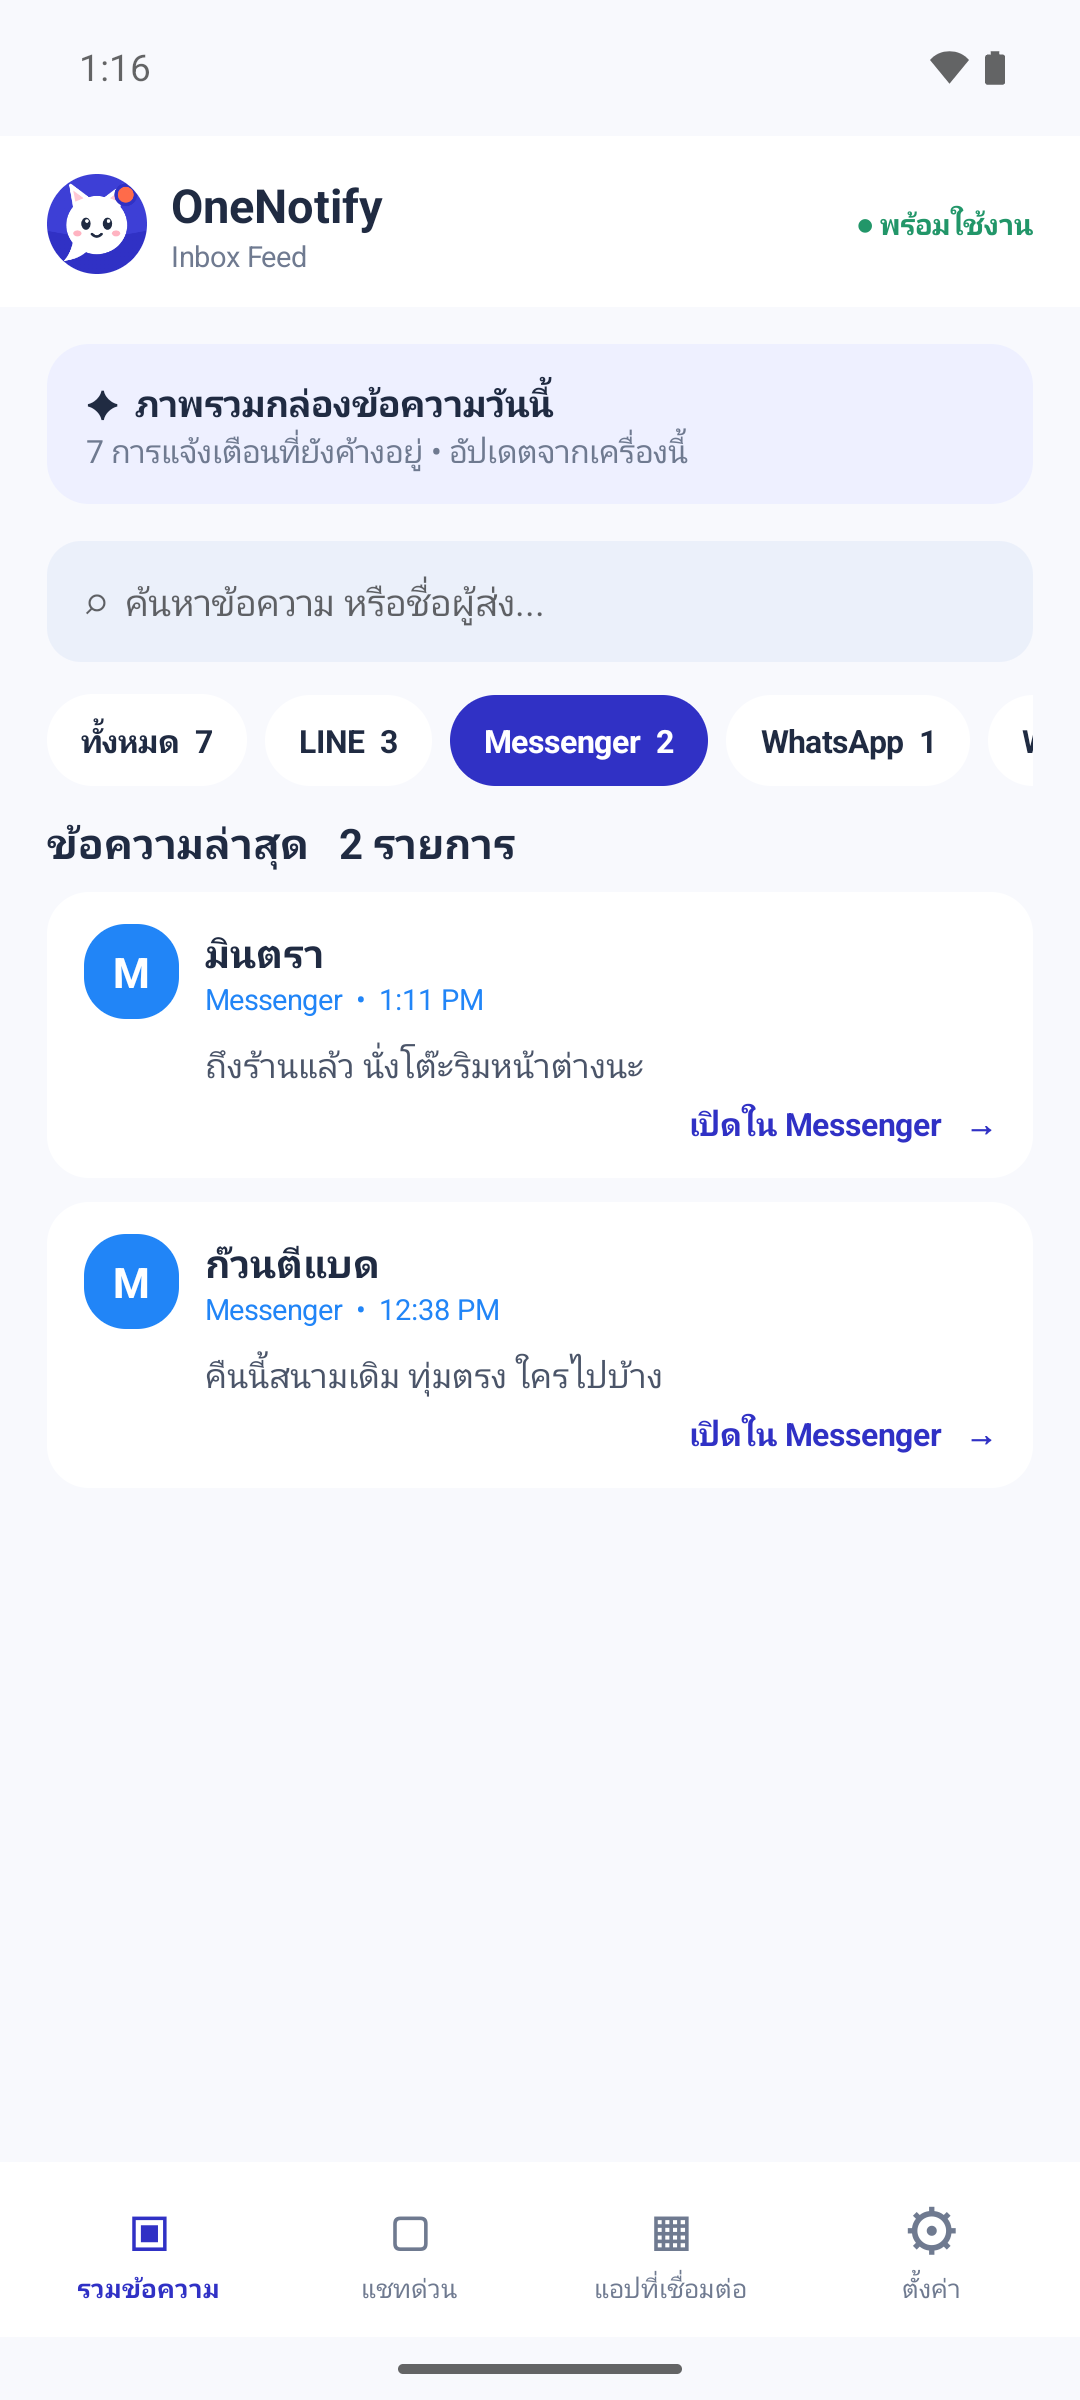 1:16
OneNotify
Inbox Feed
พร้อมใช้งาน
ภาพรวมกล่องข้อความวันนี้
7 การแจ้งเตือนที่ยังค้างอยู่ • อัปเดตจากเครื่องนี้
ค้นหาข้อความ หรือชื่อผู้ส่ง...
ทั้งหมด 7 LINE 3 Messenger 2 WhatsApp 1
ข้อความล่าสุด 2 รายการ
M
มินตรา
Messenger • 1:11 PM
ถึงร้านแล้ว นั่งโต๊ะริมหน้าต่างนะ
เปิดใน Messenger →
M
ก๊วนตีแบด
Messenger • 12:38 PM
คืนนี้สนามเดิม ทุ่มตรง ใครไปบ้าง
เปิดใน Messenger →
รวมข้อความ แชทด่วน แอปที่เชื่อมต่อ ตั้งค่า